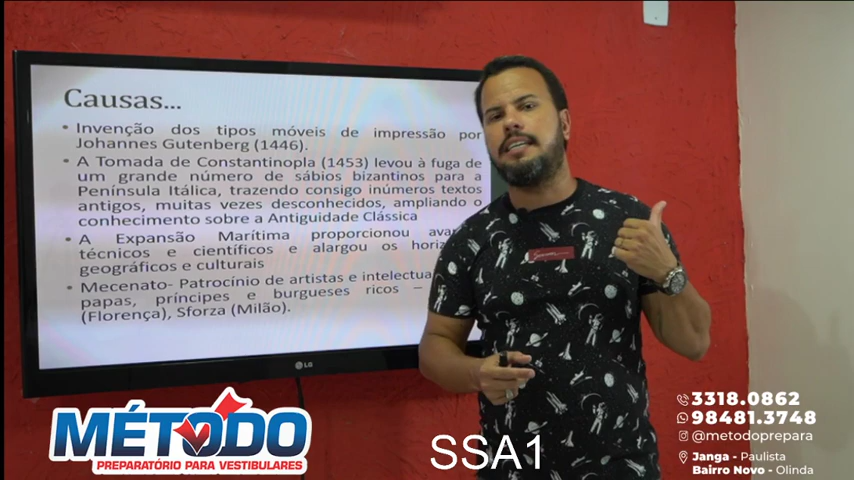 Causas...
• Invenção dos tipos móveis de impressão por
Johannes Gutenberg (1446).
• A Tomada de Constantinopla (1453) levou à fuga de
um grande número de sábios bizantinos para a
Península Itálica, trazendo consigo inúmeros textos
antigos, muitas vezes desconhecidos, ampliando o
conhecimento sobre a Antiguidade Clássica
• A Expansão Marítima proporcionou
técnicos e científicos e alargou os
geográficos e culturais
• Mecenato- Patrocínio de artistas e
papas, príncipes e burgueses ricos –
(Florença), Sforza (Milão).
LG
MÉTODO
PREPARATÓRIO PARA VESTIBULARES
SSA1
3318.0862
98481.3748
@metodoprepara
Janga - Paulista
Bairro Novo - Olinda